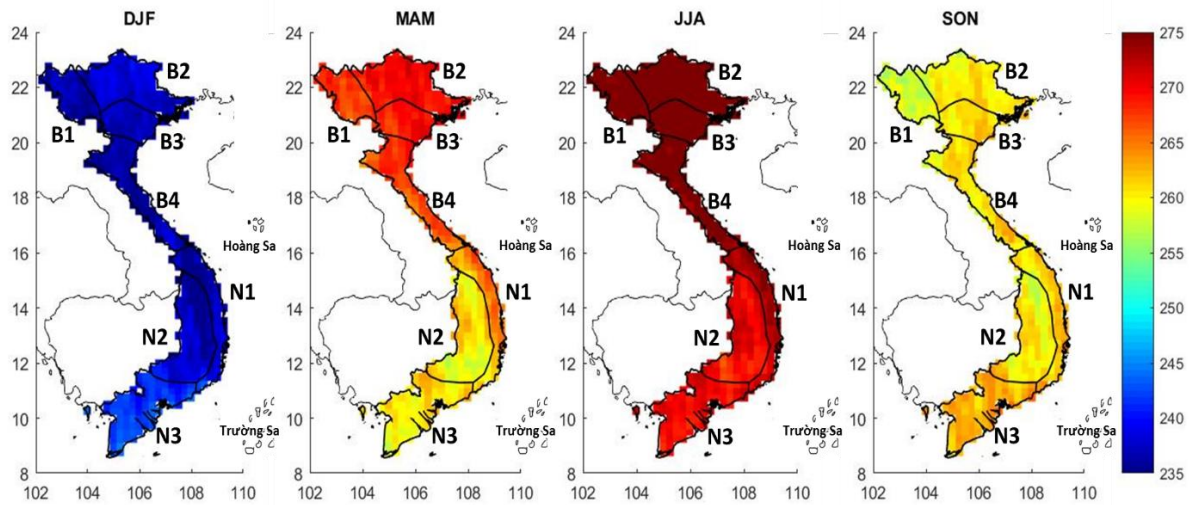 DJF
MAM
JJA
SON
24
22
20
18
16
14
12
10
8
102 104 106 108 110
B1
B2
B3
B4
Hoàng Sa
N1
N2
N3
Trường Sa
24
22
20
18
16
14
12
10
8
102 104 106 108 110
B1
B2
B3
B4
Hoàng Sa
N1
N2
N3
Trường Sa
24
22
20
18
16
14
12
10
8
102 104 106 108 110
B1
B2
B3
B4
Hoàng Sa
N1
N2
N3
Trường Sa
24
22
20
18
16
14
12
10
8
102 104 106 108 110
B1
B2
B3
B4
Hoàng Sa
N1
N2
N3
Trường Sa
275
270
265
260
255
250
245
240
235